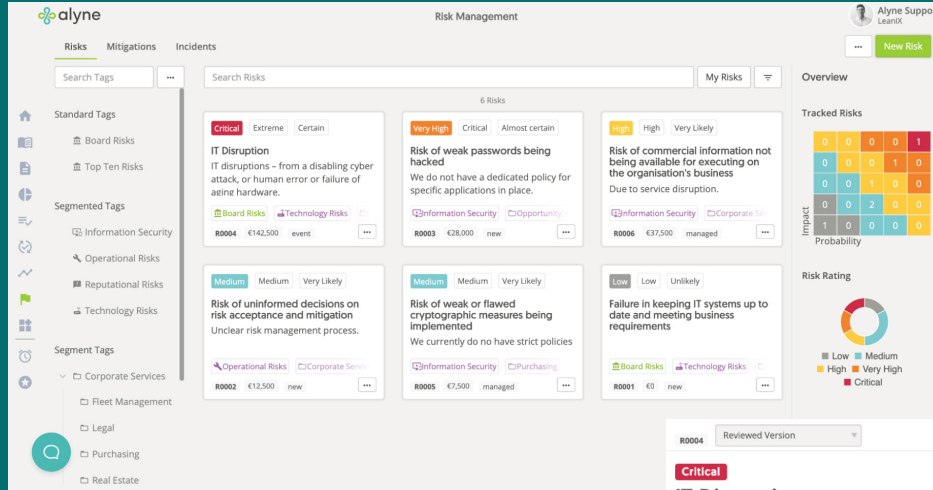 alyne
Risk Management
Alyne Suppo
LeanIX
Risks Mitigations Incidents
... New Risk
Search Tags ...
Search Risks
My Risks
Overview
6 Risks
Standard Tags
Board Risks
Top Ten Risks
Segmented Tags
Information Security
Operational Risks
Reputational Risks
Technology Risks
Segment Tags
Corporate Services
Fleet Management
Legal
Purchasing
Real Estate
Critical Extreme Certain
IT Disruption
IT disruptions – from a disabling cyber
attack, or human error or failure of
aging hardware.
Board Risks Technology Risks
R0004 €142,500 event ...
Very High Critical Almost certain
Risk of weak passwords being
hacked
We do not have a dedicated policy for
specific applications in place.
Information Security Opportunity,
R0003 €28,000 new ...
High High Very Likely
Risk of commercial information not
being available for executing on
the organisation's business
Due to service disruption.
Information Security Corporate Se
R0006 €37,500 managed ...
Medium Medium Very Likely
Risk of uninformed decisions on
risk acceptance and mitigation
Unclear risk management process.
Operational Risks Corporate Servi
R0002 €12,500 new ...
Medium Medium Very Likely
Risk of weak or flawed
cryptographic measures being
implemented
We currently do no have strict policies
Information Security Purchasing
R0005 €7,500 managed ...
Low Low Unlikely
Failure in keeping IT systems up to
date and meeting business
requirements
Board Risks Technology Risks
R0001 €0 new ...
Tracked Risks
0 0 0 0 1
0 0 0 1 0
0 0 1 0 0
0 0 2 0 0
1 0 0 0 0
Impact
Probability
Risk Rating
Low Medium
High Very High
Critical
R0004 Reviewed Version
Critical